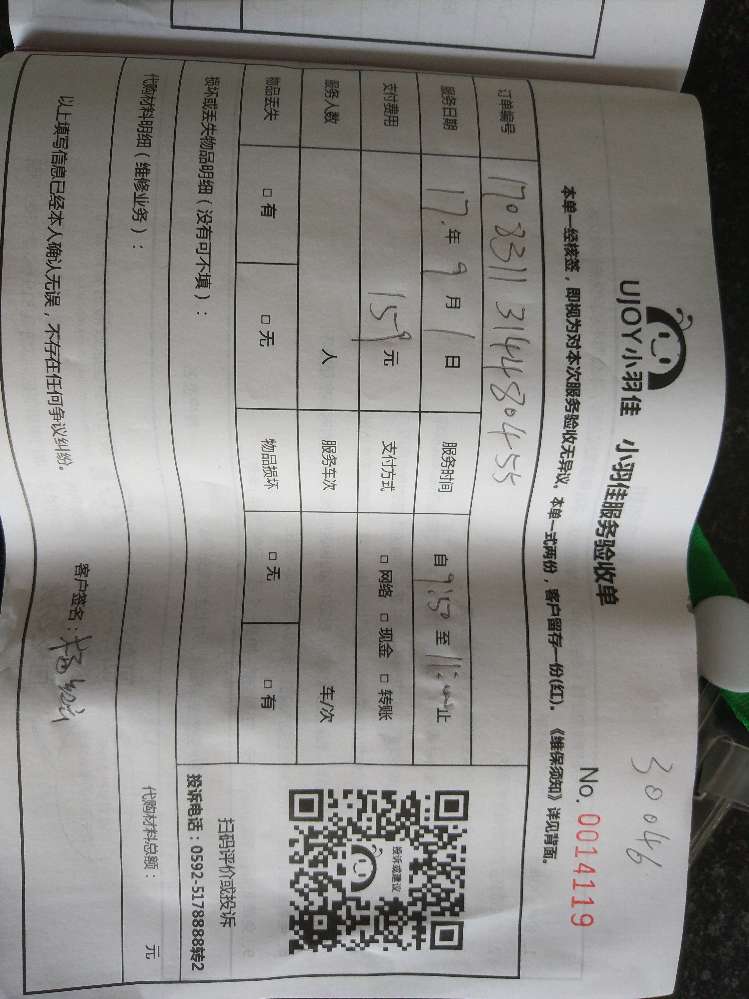 30046
UJOY小羽佳 小羽佳服务验收单
No. 0014119
本单一经核签，即视为对本次服务验收无异议。本单一式两份，客户留存一份(红)。《维保须知》详见背面。
订单编号 1708311314480455
服务日期 17.年 9 月 1 日 服务时间 自 9:50 至 11: 止
支付费用 159 元 支付方式 □ 网络 □ 现金 □ 转账
服务人数 人 服务车次 车/次
物品丢失 □ 有 □ 无 物品损坏 □ 无 □ 有
损坏或丢失物品明细（没有可不填）：
代购材料明细（维修业务）： 代购材料总额： 元
投诉或建议
扫码评价或投诉
投诉电话：0592-5178888转2
以上填写信息已经本人确认无误，不存在任何争议纠纷。 客户签名：